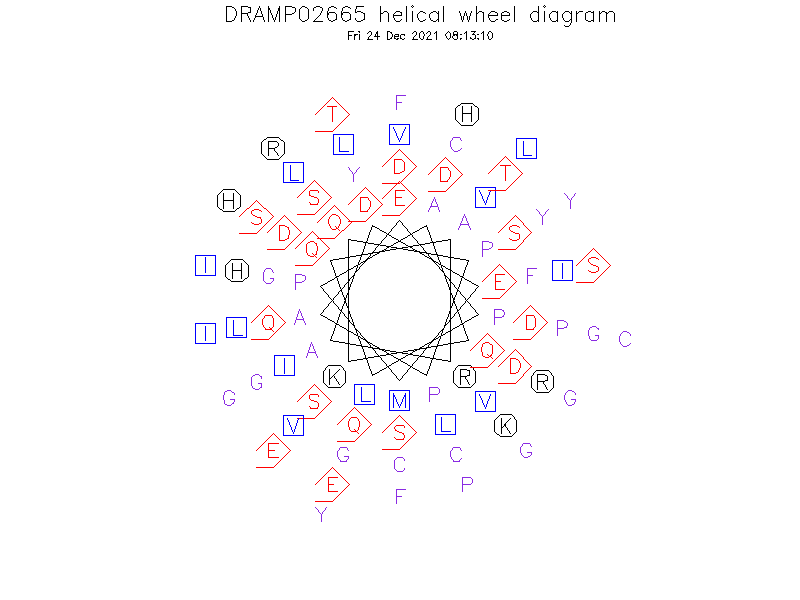 DRAMP02665 helical wheel diagram
Fri 24 Dec 2021 08:13:10
T F H
R L V C L
L Y D D T
H S D E A V Y
S D Q A S Y
Q P
I H G P E F I S
I L Q A P D P G C
I A Q D
G K R R
G S L M P V G
V Q S L K
E G C C G
E F P
Y